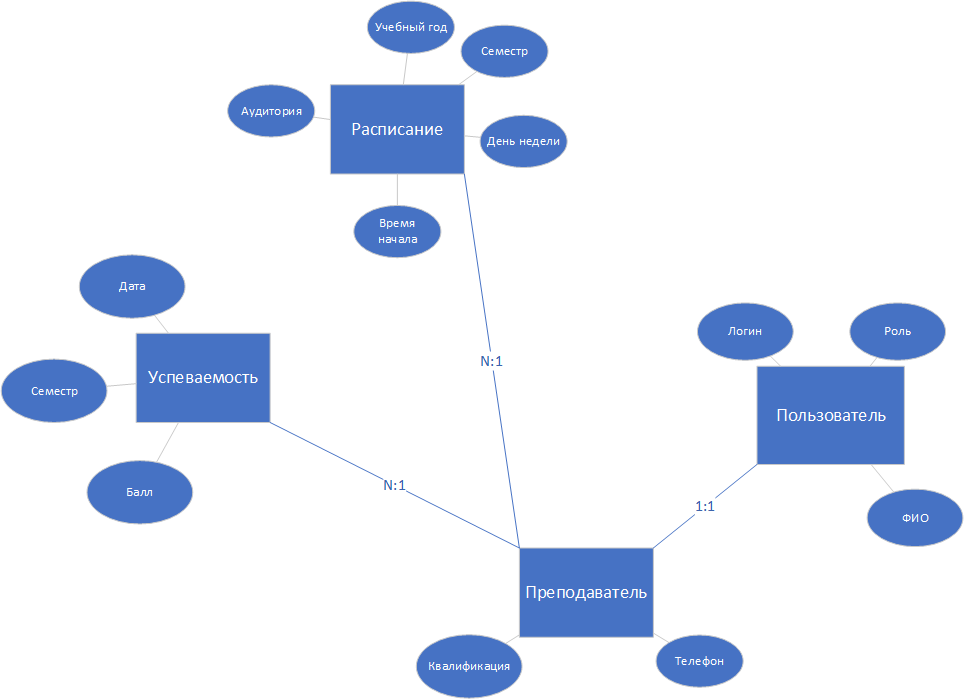 Учебный год
Семестр
Аудитория
Расписание
День недели
Время
начала
Дата
Логин
Роль
N:1
Успеваемость
Семестр
Пользователь
Балл
N:1
1:1
ФИО
Преподаватель
Квалификация
Телефон